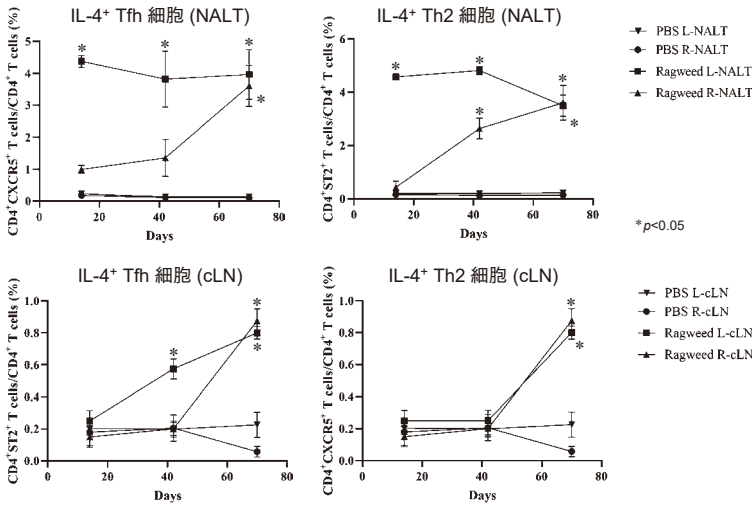 IL-4⁺ Tfh 細胞 (NALT)
CD4⁺CXCR5⁺ T cells/CD4⁺ T cells (%)
5
4
3
2
1
0
* * * *
0 20 40 60 80
Days
IL-4⁺ Th2 細胞 (NALT)
CD4⁺ST2⁺ T cells/CD4⁺ T cells (%)
6
4
2
0
* * * * *
0 20 40 60 80
Days
PBS L-NALT
PBS R-NALT
Ragweed L-NALT
Ragweed R-NALT
*p<0.05
IL-4⁺ Tfh 細胞 (cLN)
CD4⁺ST2⁺ T cells/CD4⁺ T cells (%)
1.0
0.8
0.6
0.4
0.2
0.0
* * *
0 20 40 60 80
Days
IL-4⁺ Th2 細胞 (cLN)
CD4⁺CXCR5⁺ T cells/CD4⁺ T cells (%)
1.0
0.8
0.6
0.4
0.2
0.0
* *
0 20 40 60 80
Days
PBS L-cLN
PBS R-cLN
Ragweed L-cLN
Ragweed R-cLN